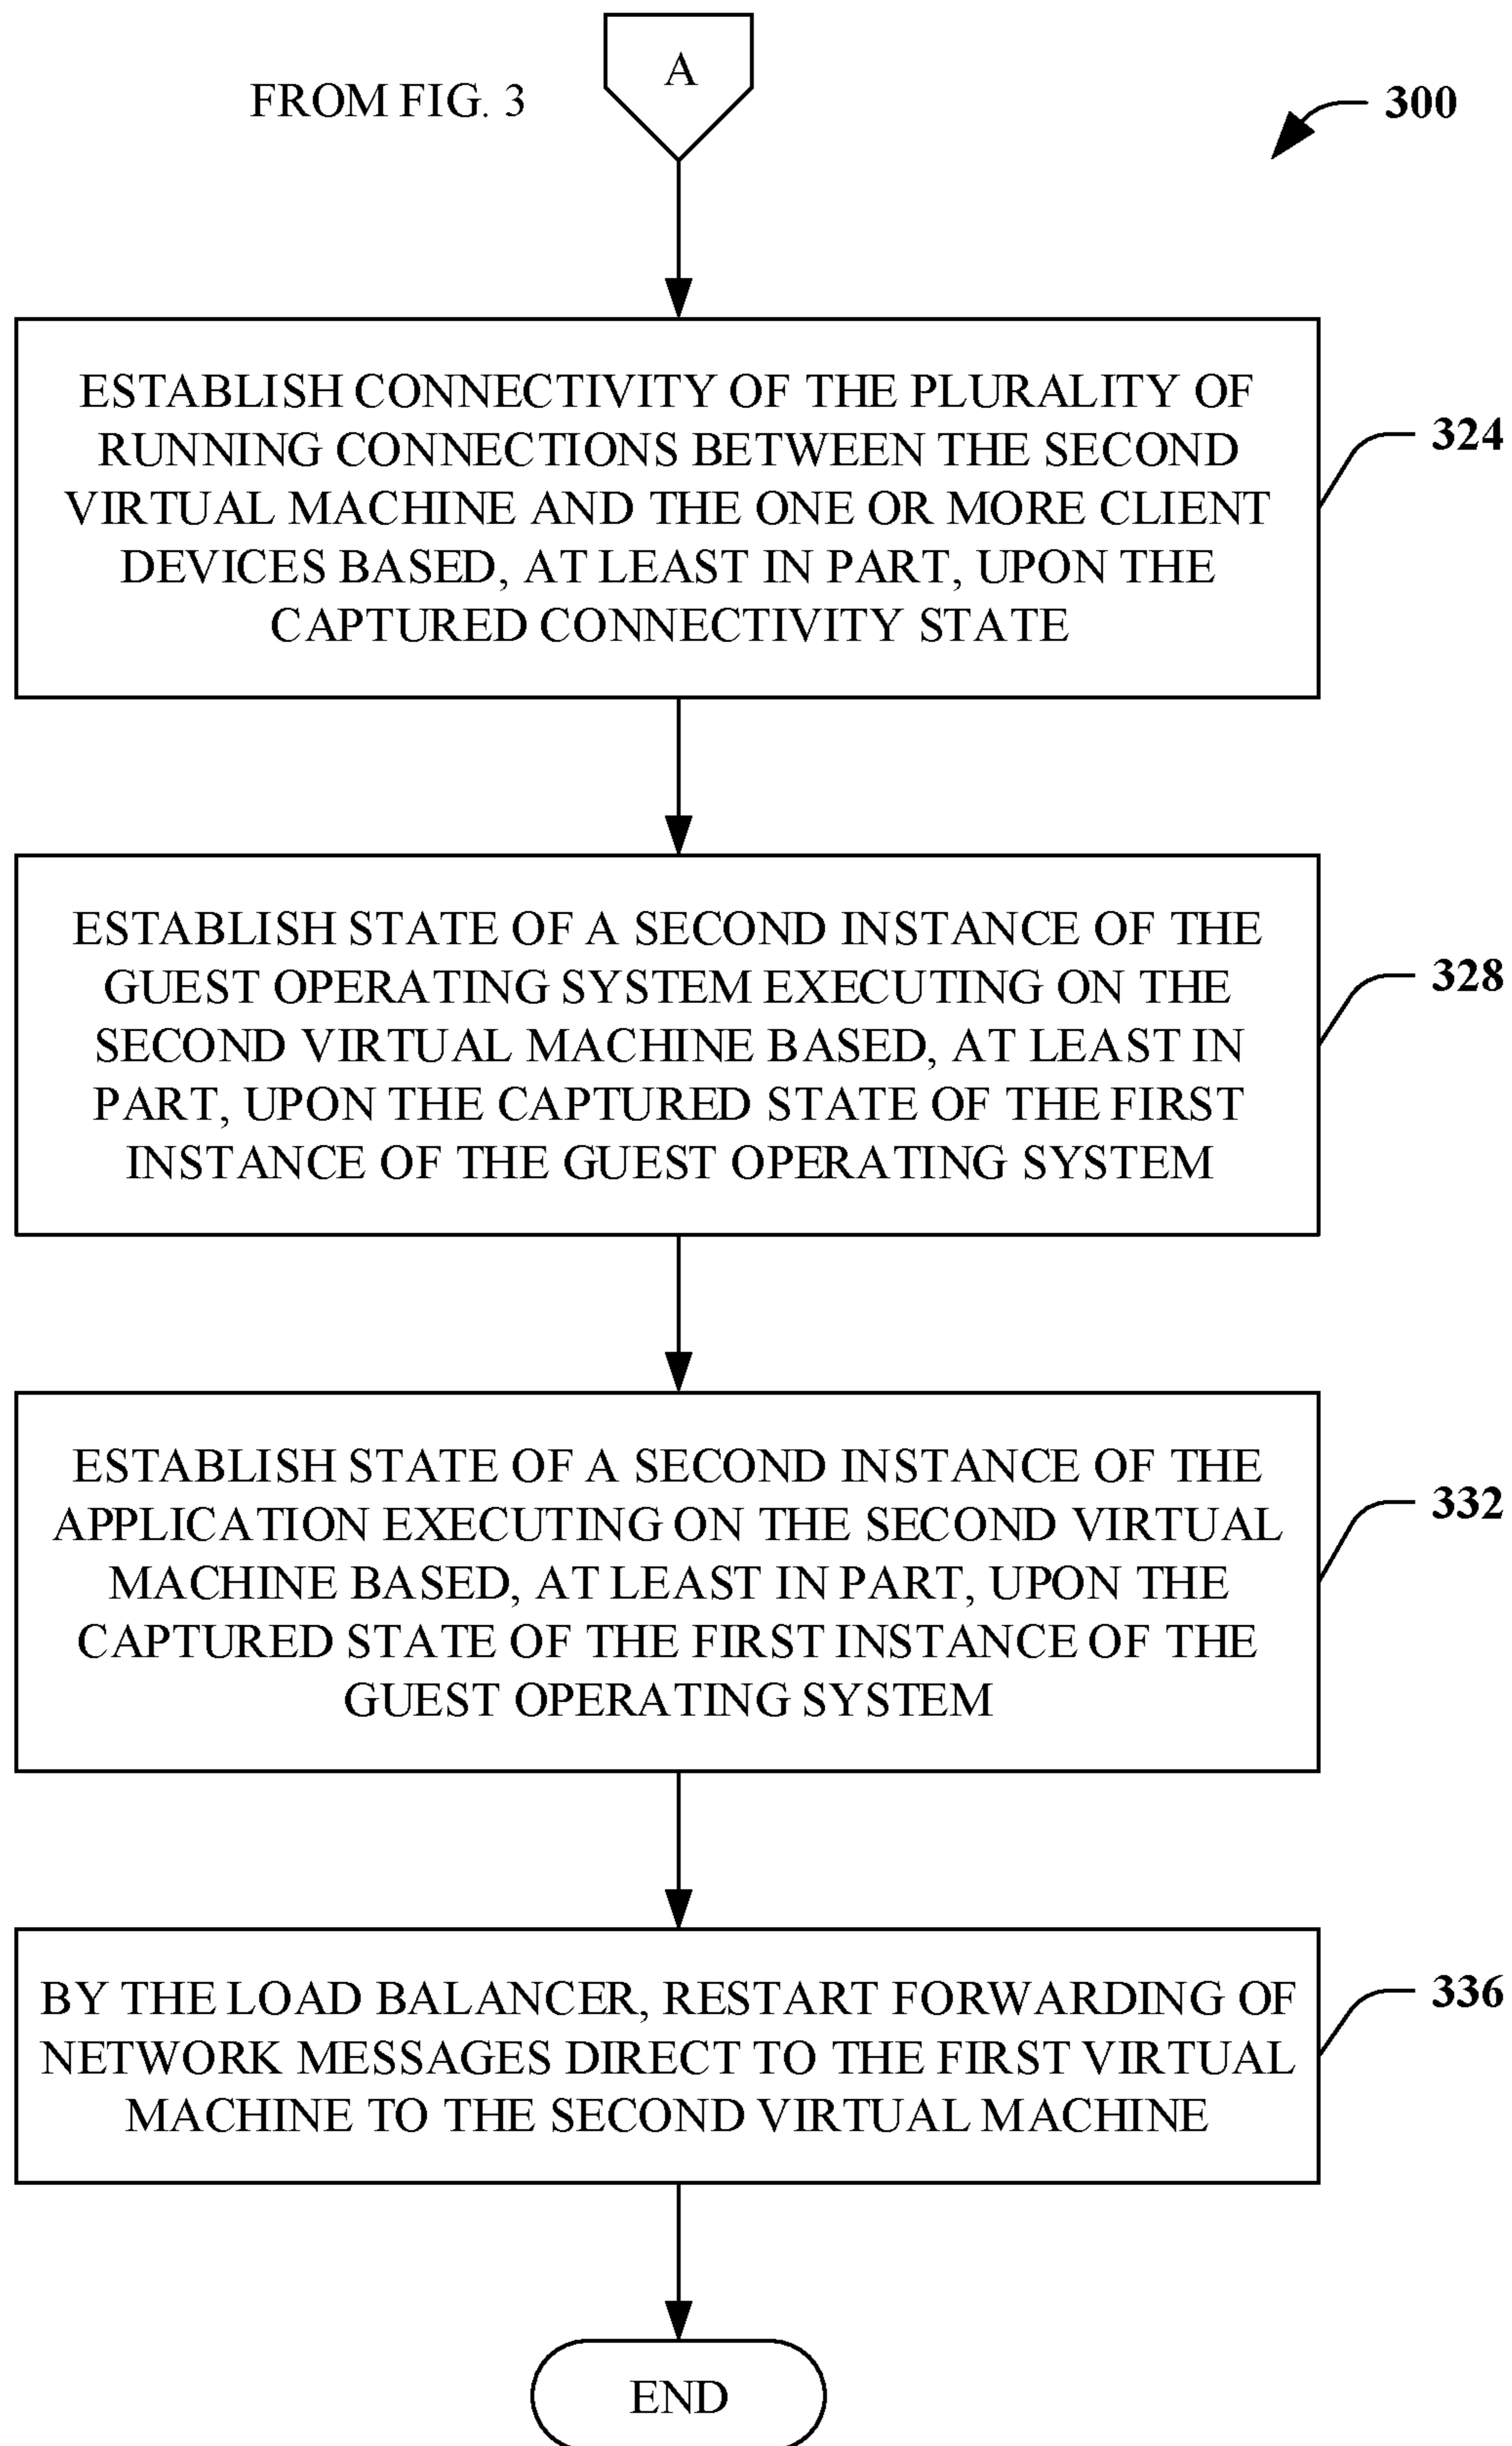 A
FROM FIG. 3
300
ESTABLISH CONNECTIVITY OF THE PLURALITY OF
RUNNING CONNECTIONS BETWEEN THE SECOND
VIRTUAL MACHINE AND THE ONE OR MORE CLIENT
DEVICES BASED, AT LEAST IN PART, UPON THE
CAPTURED CONNECTIVITY STATE
324
ESTABLISH STATE OF A SECOND INSTANCE OF THE
GUEST OPERATING SYSTEM EXECUTING ON THE
SECOND VIRTUAL MACHINE BASED, AT LEAST IN
PART, UPON THE CAPTURED STATE OF THE FIRST
INSTANCE OF THE GUEST OPERATING SYSTEM
328
ESTABLISH STATE OF A SECOND INSTANCE OF THE
APPLICATION EXECUTING ON THE SECOND VIRTUAL
MACHINE BASED, AT LEAST IN PART, UPON THE
CAPTURED STATE OF THE FIRST INSTANCE OF THE
GUEST OPERATING SYSTEM
332
BY THE LOAD BALANCER, RESTART FORWARDING OF
NETWORK MESSAGES DIRECT TO THE FIRST VIRTUAL
MACHINE TO THE SECOND VIRTUAL MACHINE
336
END